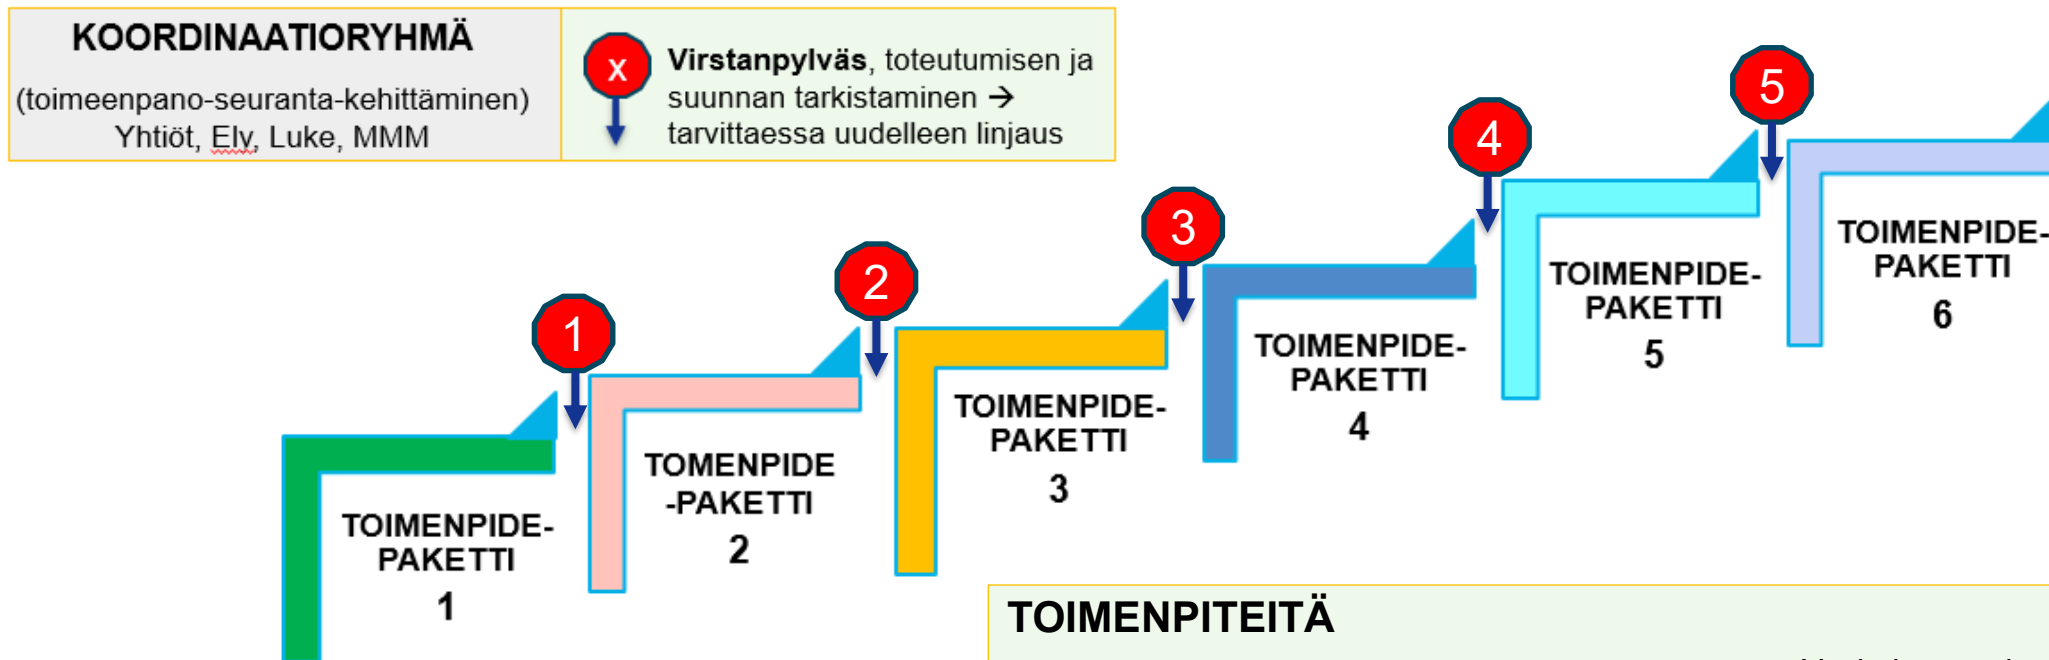 KOORDINAATIORYHMÄ
(toimeenpano-seuranta-kehittäminen)
Yhtiöt, Ely, Luke, MMM
X
Virstanpylväs, toteutumisen ja
suunnan tarkistaminen →
tarvittaessa uudelleen linjaus
1
2
3
4
5
TOIMENPIDE-
PAKETTI
1
TOMENPIDE
-PAKETTI
2
TOIMENPIDE-
PAKETTI
3
TOIMENPIDE-
PAKETTI
4
TOIMENPIDE-
PAKETTI
5
TOIMENPIDE-
PAKETTI
6
TOIMENPITEITÄ